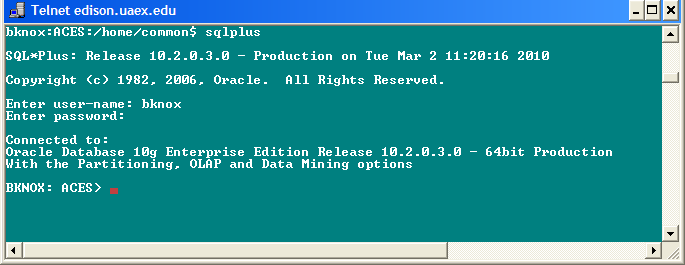 Telnet edison.uaex.edu
bknox:ACES:/home/common$ sqlplus
SQL*Plus: Release 10.2.0.3.0 - Production on Tue Mar 2 11:20:16 2010
Copyright (c) 1982, 2006, Oracle.  All Rights Reserved.
Enter user-name: bknox
Enter password:
Connected to:
Oracle Database 10g Enterprise Edition Release 10.2.0.3.0 - 64bit Production
With the Partitioning, OLAP and Data Mining options
BKNOX: ACES>